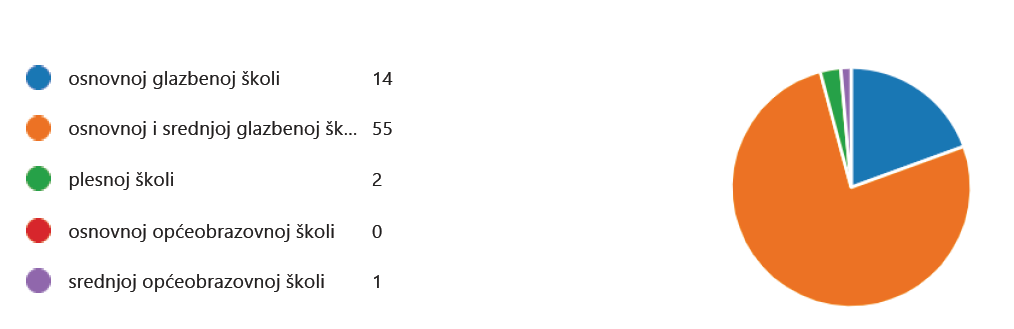 osnovnoj glazbenoj školi 14
osnovnoj i srednjoj glazbenoj šk... 55
plesnoj školi 2
osnovnoj općeobrazovnoj školi 0
srednjoj općeobrazovnoj školi 1